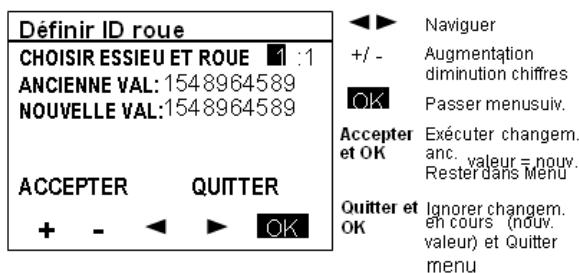 Définir ID roue
CHOISIR ESSIEU ET ROUE 1 :1
ANCIENNE VAL:1548964589
NOUVELLE VAL:1548964589
ACCEPTER QUITTER
+ - ◄ ► OK
◄► Naviguer
+/ - Augmentation
diminution chiffres
OK Passer menusuiv.
Accepter Exécuter changem.
et OK anc. valeur = nouv.
Rester dans Menu
Quitter et Ignorer changem.
OK en cours (nouv.
valeur) et Quitter
menu